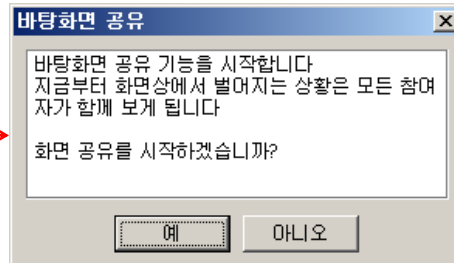 바탕화면 공유
바탕화면 공유 기능을 시작합니다
지금부터 화면상에서 벌어지는 상황은 모든 참여
자가 함께 보게 됩니다
화면 공유를 시작하겠습니까?
예
아니오